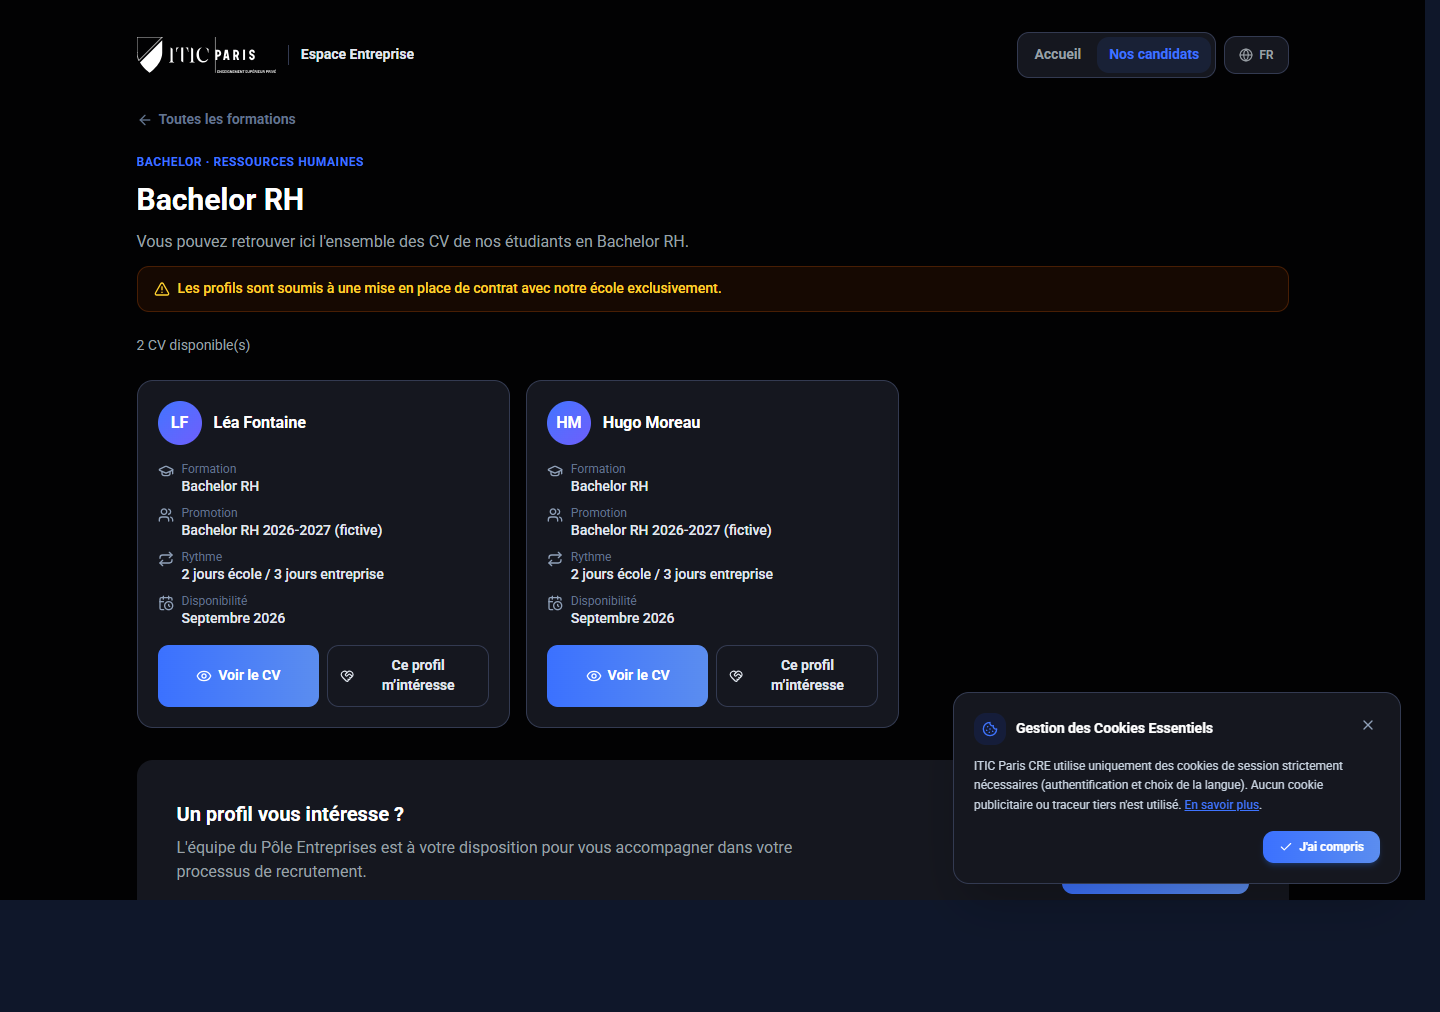 ITIC PARIS
ENSEIGNEMENT SUPÉRIEUR PRIVÉ
Espace Entreprise
Accueil
Nos candidats
FR
Toutes les formations
BACHELOR · RESSOURCES HUMAINES
Bachelor RH
Vous pouvez retrouver ici l'ensemble des CV de nos étudiants en Bachelor RH.
Les profils sont soumis à une mise en place de contrat avec notre école exclusivement.
2 CV disponible(s)
LF
Léa Fontaine
Formation
Bachelor RH
Promotion
Bachelor RH 2026-2027 (fictive)
Rythme
2 jours école / 3 jours entreprise
Disponibilité
Septembre 2026
Voir le CV
Ce profil
m'intéresse
HM
Hugo Moreau
Formation
Bachelor RH
Promotion
Bachelor RH 2026-2027 (fictive)
Rythme
2 jours école / 3 jours entreprise
Disponibilité
Septembre 2026
Voir le CV
Ce profil
m'intéresse
Un profil vous intéresse ?
L'équipe du Pôle Entreprises est à votre disposition pour vous accompagner dans votre
processus de recrutement.
Gestion des Cookies Essentiels
ITIC Paris CRE utilise uniquement des cookies de session strictement
nécessaires (authentification et choix de la langue). Aucun cookie
publicitaire ou traceur tiers n'est utilisé. En savoir plus.
J'ai compris